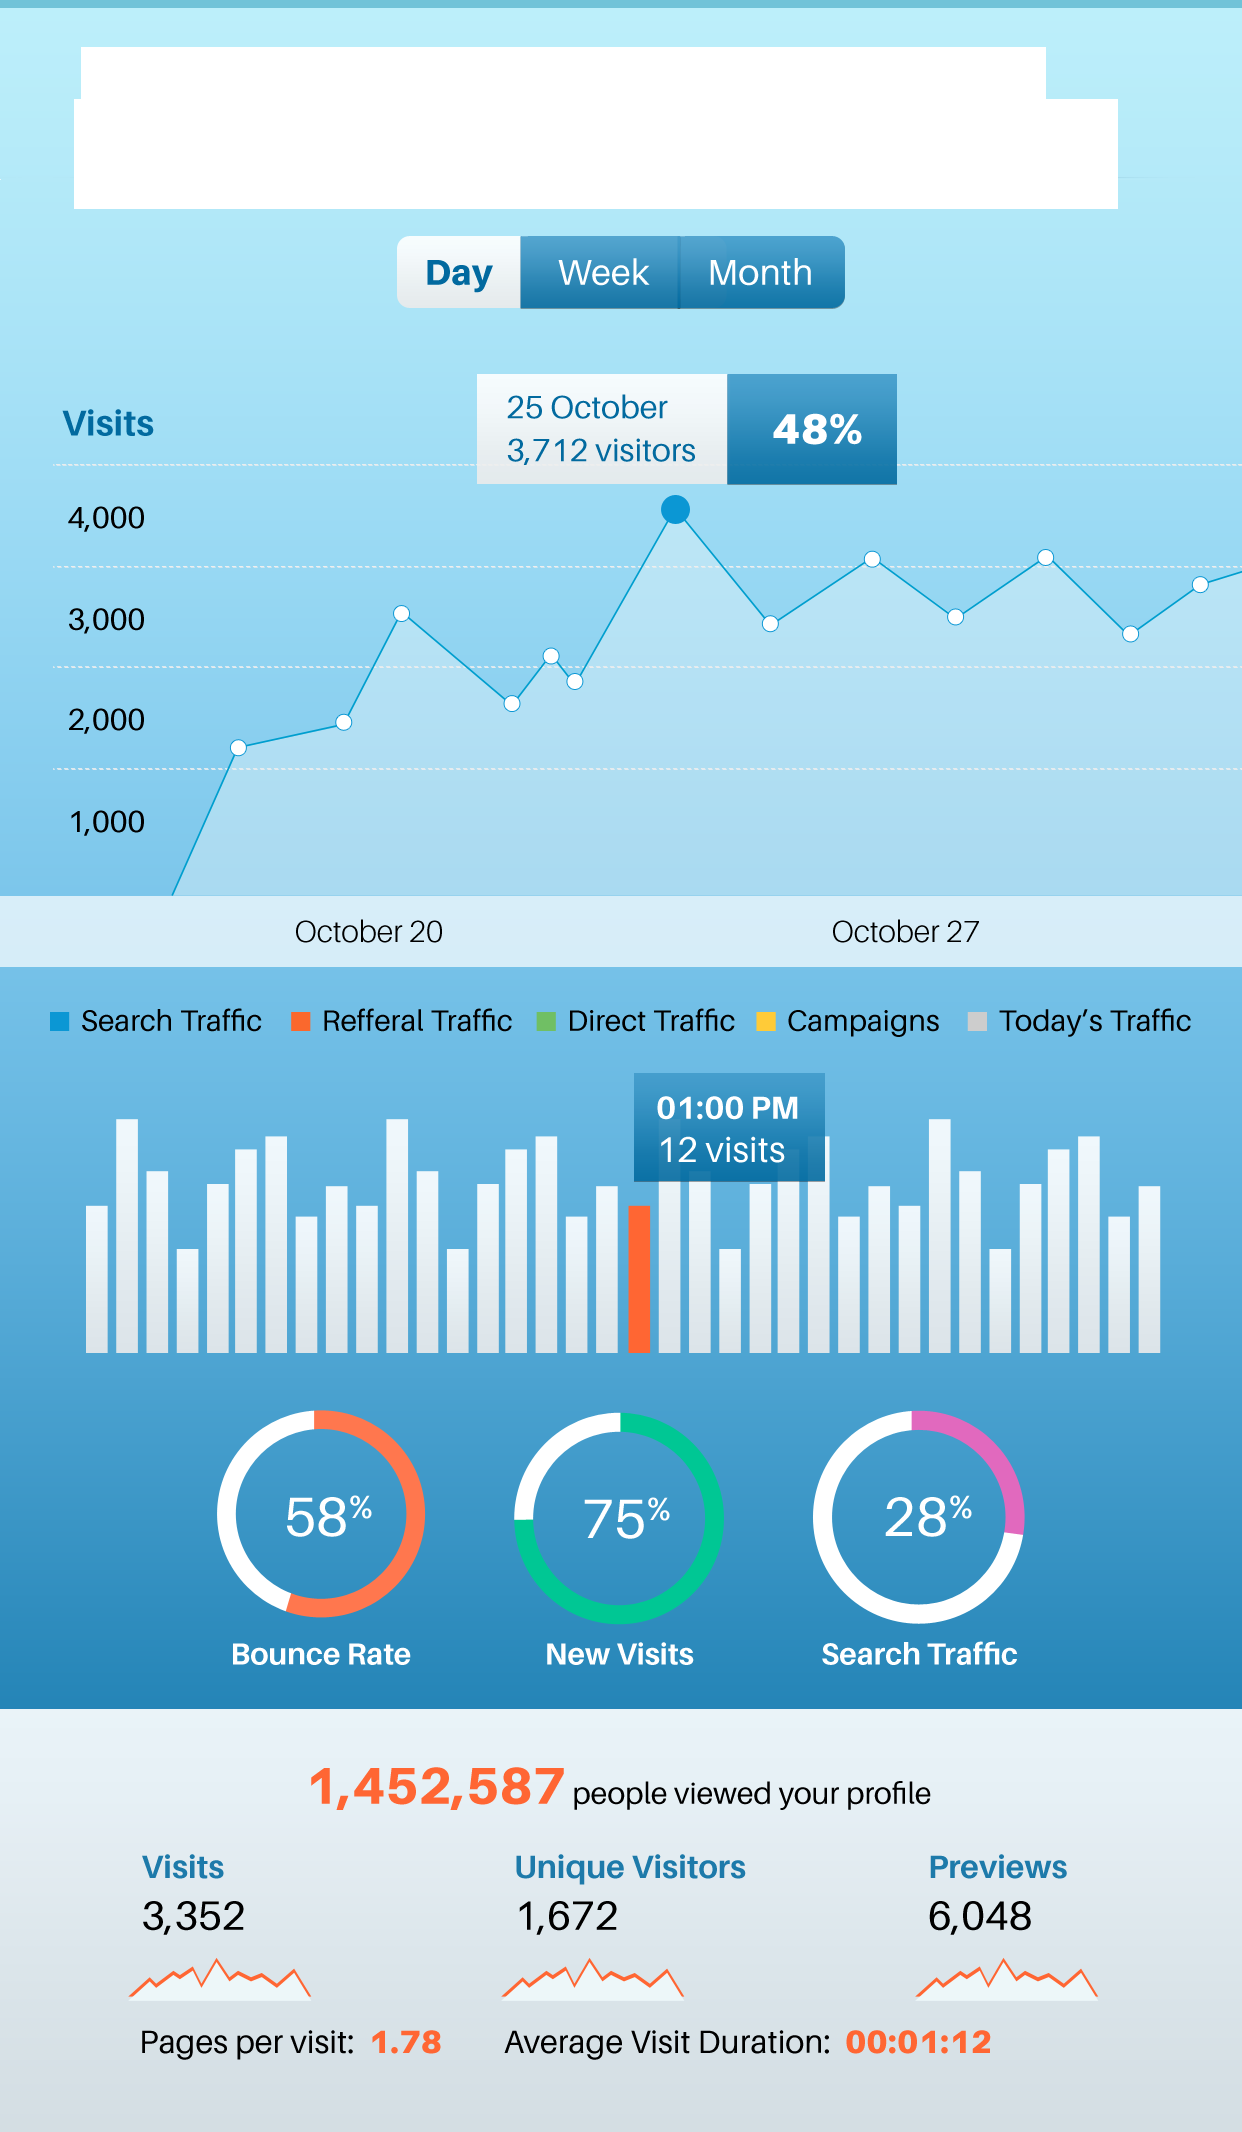 Day Week Month
Visits
25 October
3,712 visitors
48%
4,000
3,000
2,000
1,000
October 20 October 27
Search Traffic Refferal Traffic Direct Traffic Campaigns Today's Traffic
01:00 PM
12 visits
58% 75% 28%
Bounce Rate New Visits Search Traffic
1,452,587 people viewed your profile
Visits Unique Visitors Previews
3,352 1,672 6,048
Pages per visit: 1.78 Average Visit Duration: 00:01:12